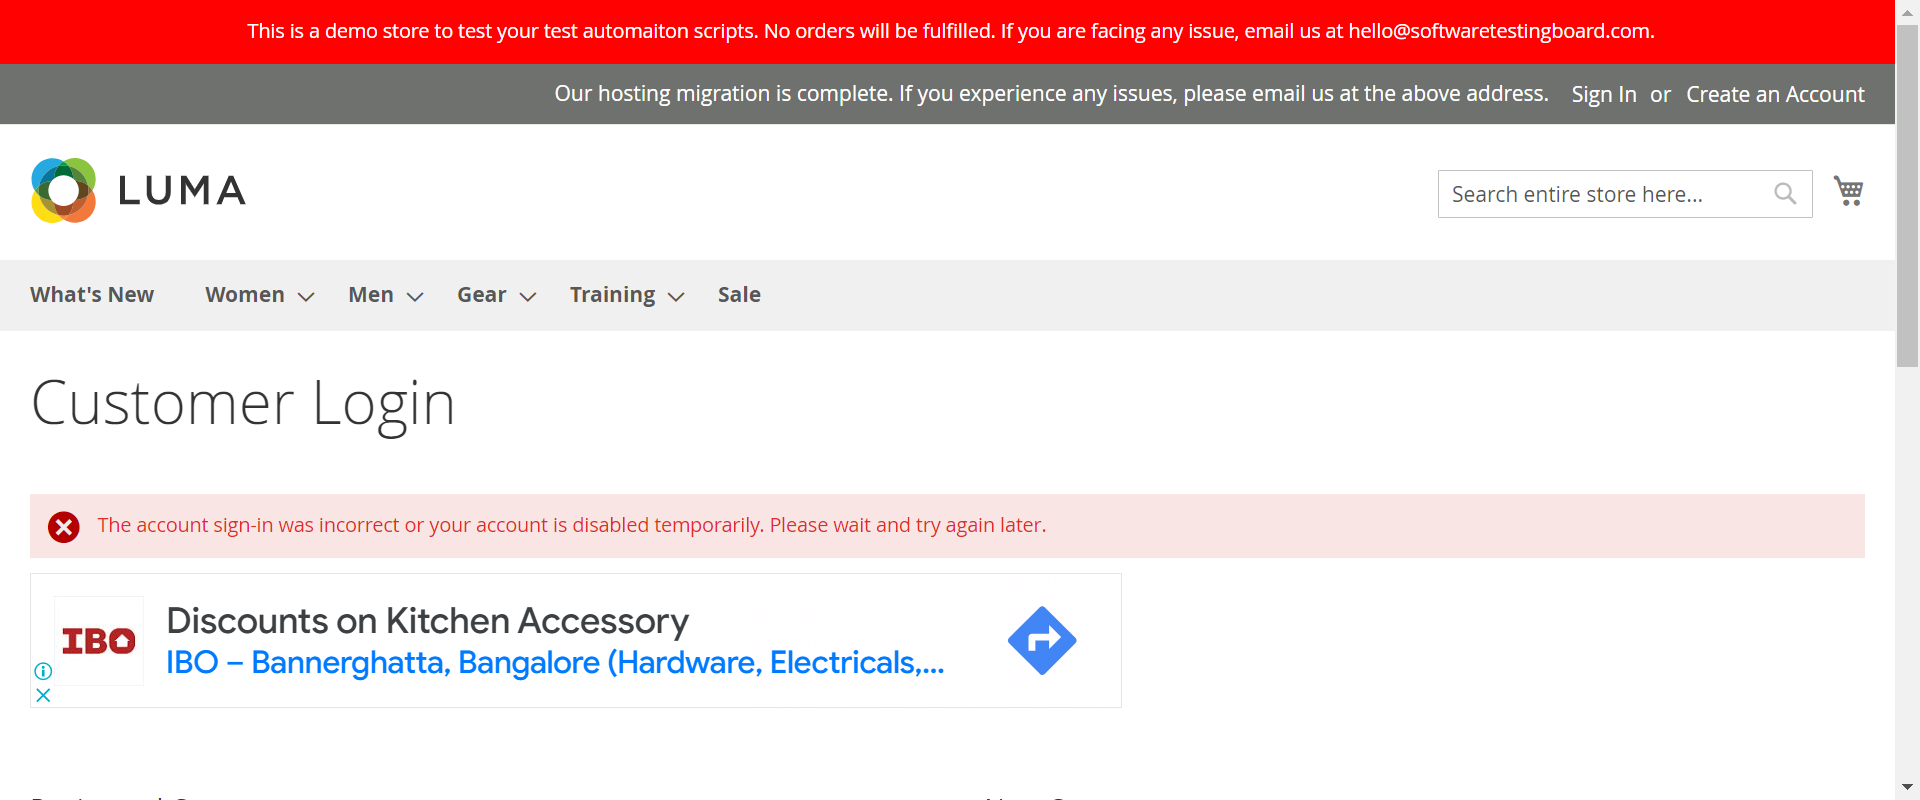 This is a demo store to test your test automaiton scripts. No orders will be fulfilled. If you are facing any issue, email us at hello@softwaretestingboard.com.
Our hosting migration is complete. If you experience any issues, please email us at the above address. Sign In or Create an Account
LUMA
Search entire store here...
What's New Women Men Gear Training Sale
Customer Login
The account sign-in was incorrect or your account is disabled temporarily. Please wait and try again later.
IBO
Discounts on Kitchen Accessory
IBO – Bannerghatta, Bangalore (Hardware, Electricals,...